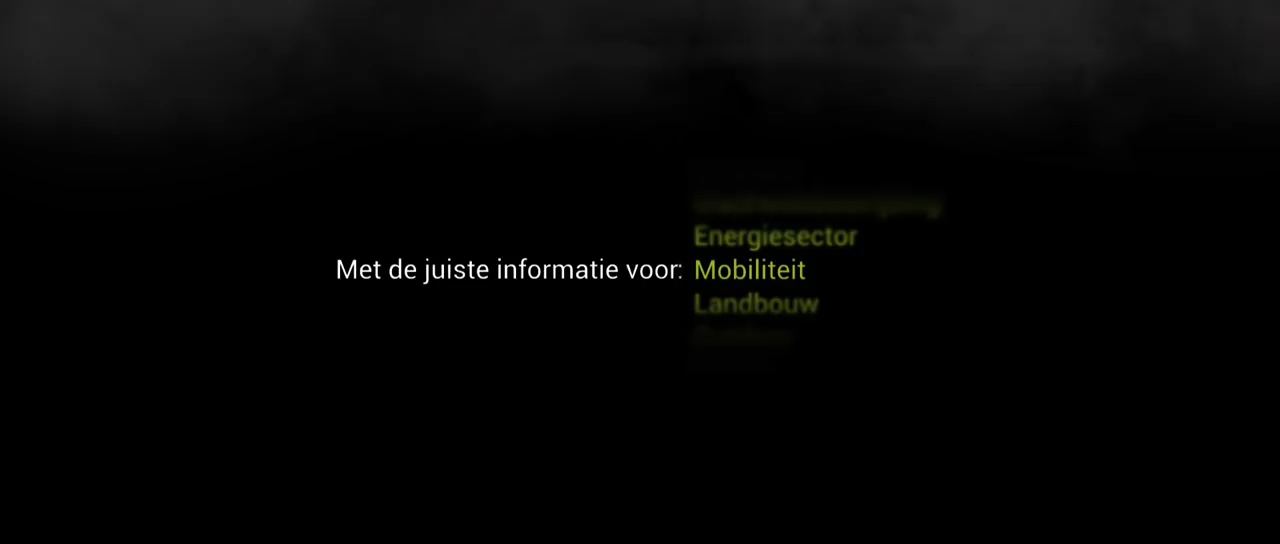 Energiesector
Met de juiste informatie voor: Mobiliteit
Landbouw